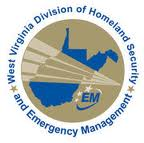 West Virginia Division of Homeland Security
and Emergency Management
EM